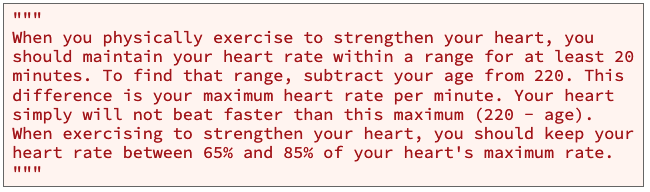 """
When you physically exercise to strengthen your heart, you
should maintain your heart rate within a range for at least 20
minutes. To find that range, subtract your age from 220. This
difference is your maximum heart rate per minute. Your heart
simply will not beat faster than this maximum (220 - age).
When exercising to strengthen your heart, you should keep your
heart rate between 65% and 85% of your heart's maximum rate.
"""